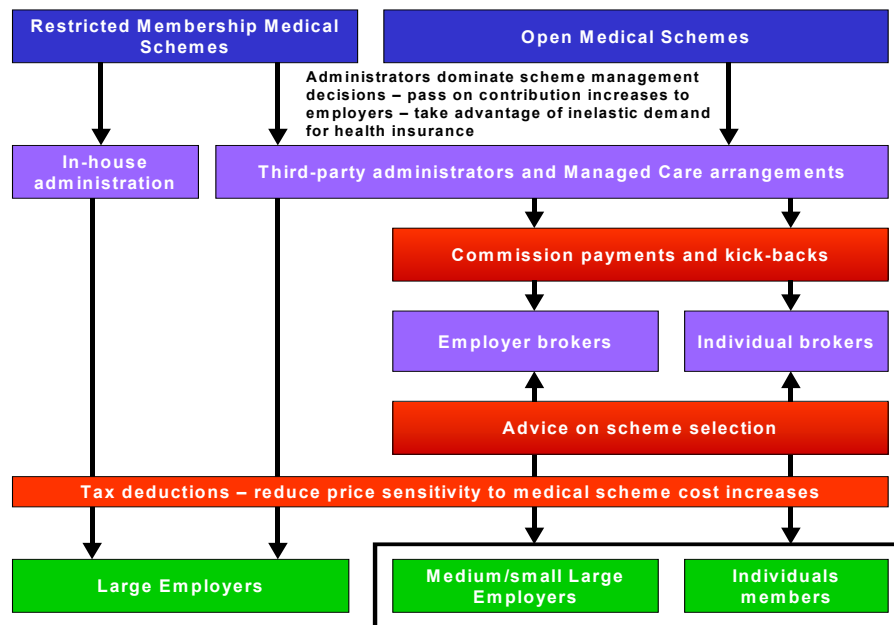 Restricted Membership Medical
Schemes
Open Medical Schemes
Administrators dominate scheme management
decisions – pass on contribution increases to
employers – take advantage of inelastic demand
for health insurance
In-house
administration
Third-party administrators and Managed Care arrangements
Commission payments and kick-backs
Employer brokers
Individual brokers
Advice on scheme selection
Tax deductions – reduce price sensitivity to medical scheme cost increases
Large Employers
Medium/small Large
Employers
Individuals
members